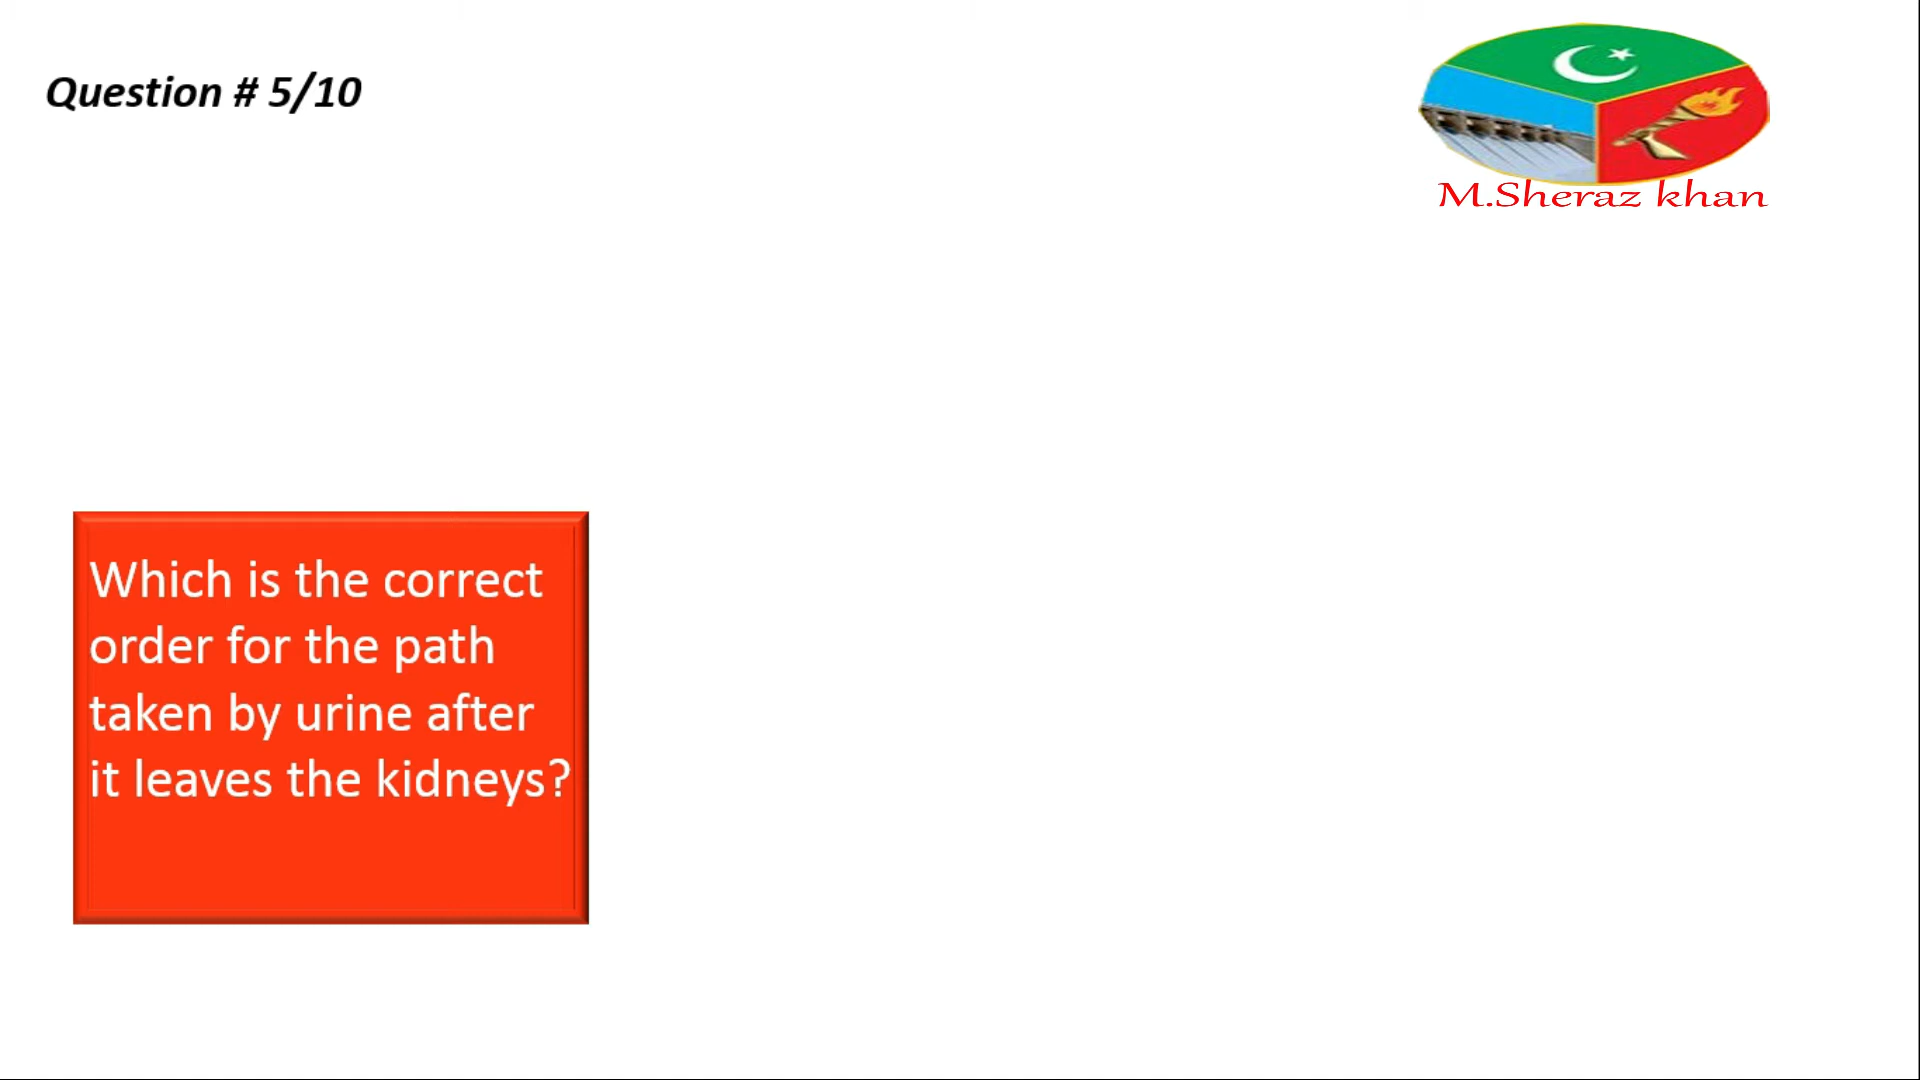 Question # 5/10
M.Sheraz khan
Which is the correct
order for the path
taken by urine after
it leaves the kidneys?